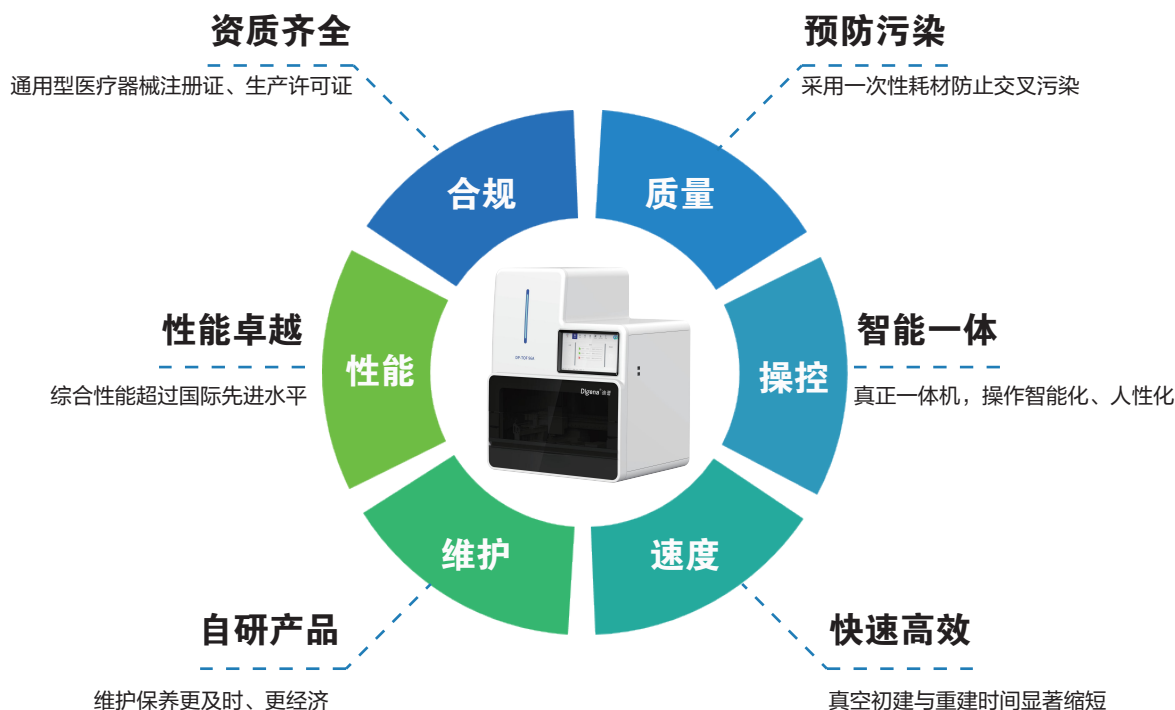 资质齐全
通用型医疗器械注册证、生产许可证
预防污染
采用一次性耗材防止交叉污染
合规
质量
性能卓越
综合性能超过国际先进水平
性能
操控
智能一体
真正一体机，操作智能化、人性化
Digena
维护
速度
自研产品
维护保养更及时、更经济
快速高效
真空初建与重建时间显著缩短